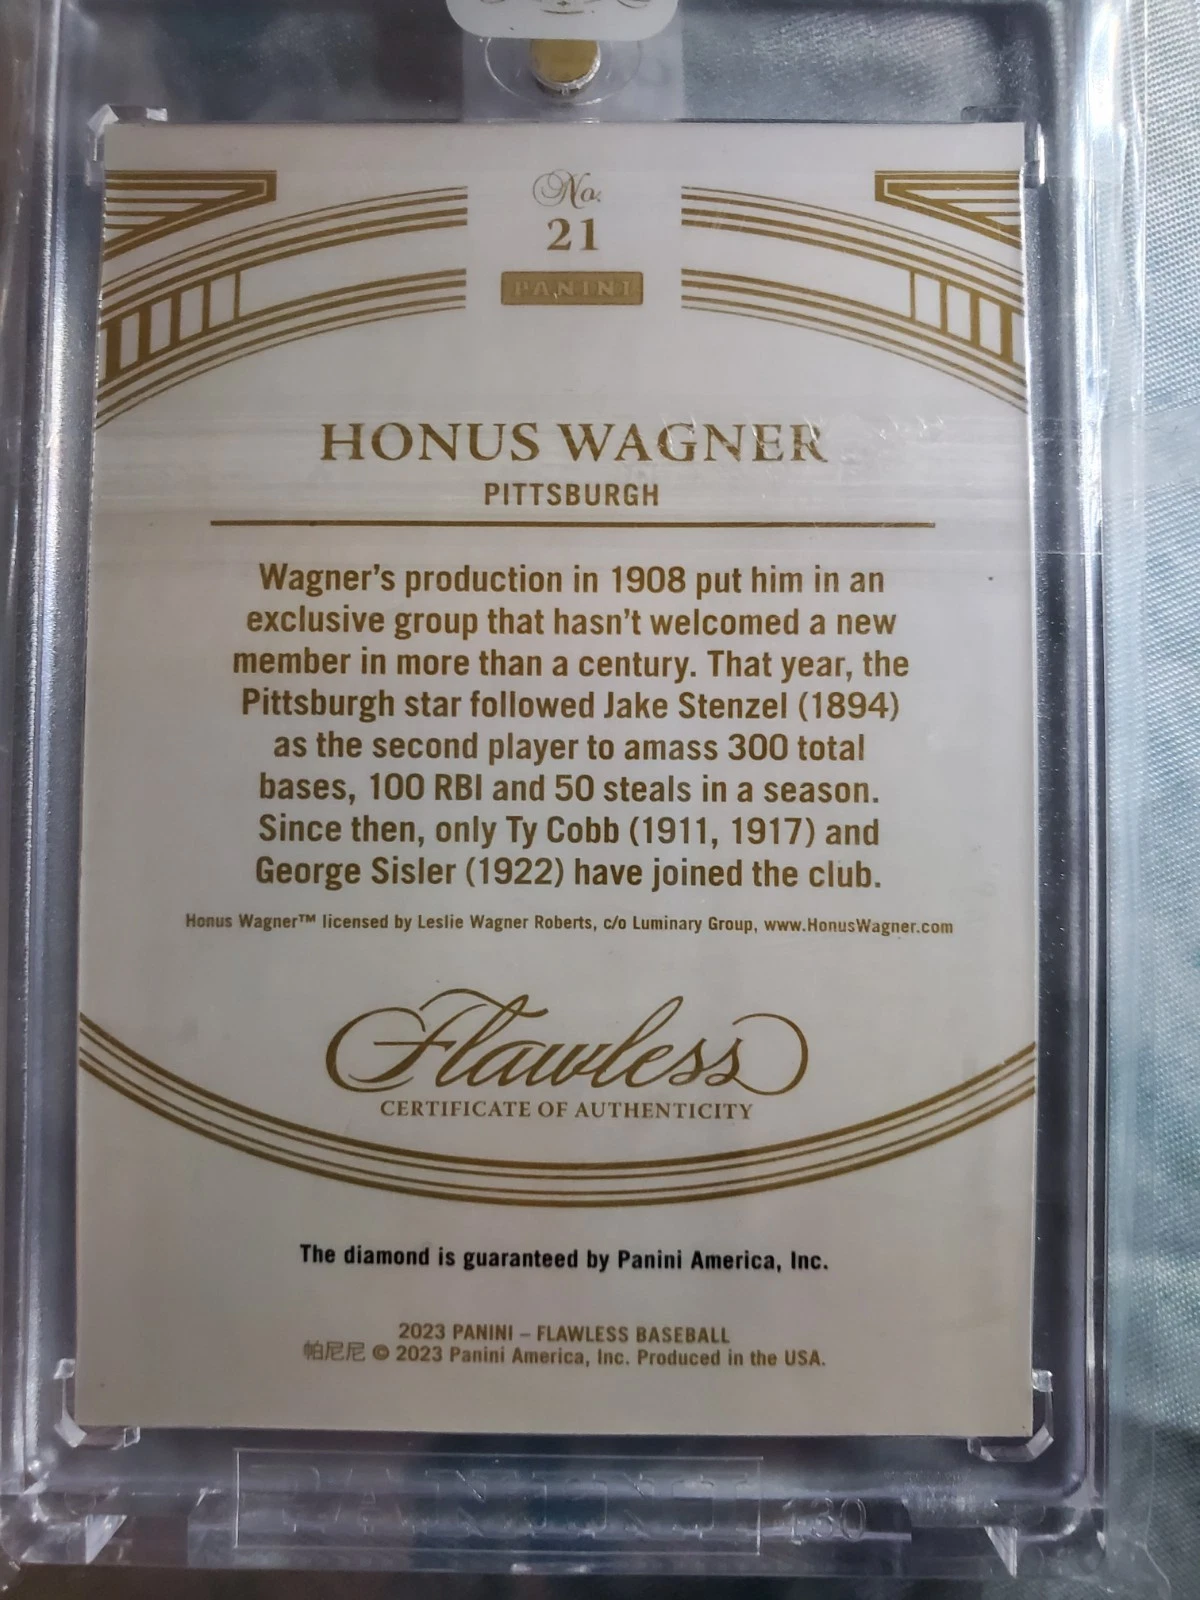 No.
21
PANINI
HONUS WAGNER
PITTSBURGH
Wagner's production in 1908 put him in an
exclusive group that hasn't welcomed a new
member in more than a century. That year, the
Pittsburgh star followed Jake Stenzel (1894)
as the second player to amass 300 total
bases, 100 RBI and 50 steals in a season.
Since then, only Ty Cobb (1911, 1917) and
George Sisler (1922) have joined the club.
Honus Wagner™ licensed by Leslie Wagner Roberts, c/o Luminary Group, www.HonusWagner.com
Flawless
CERTIFICATE OF AUTHENTICITY
The diamond is guaranteed by Panini America, Inc.
2023 PANINI – FLAWLESS BASEBALL
帕尼尼 © 2023 Panini America, Inc. Produced in the USA.
PANINI 130